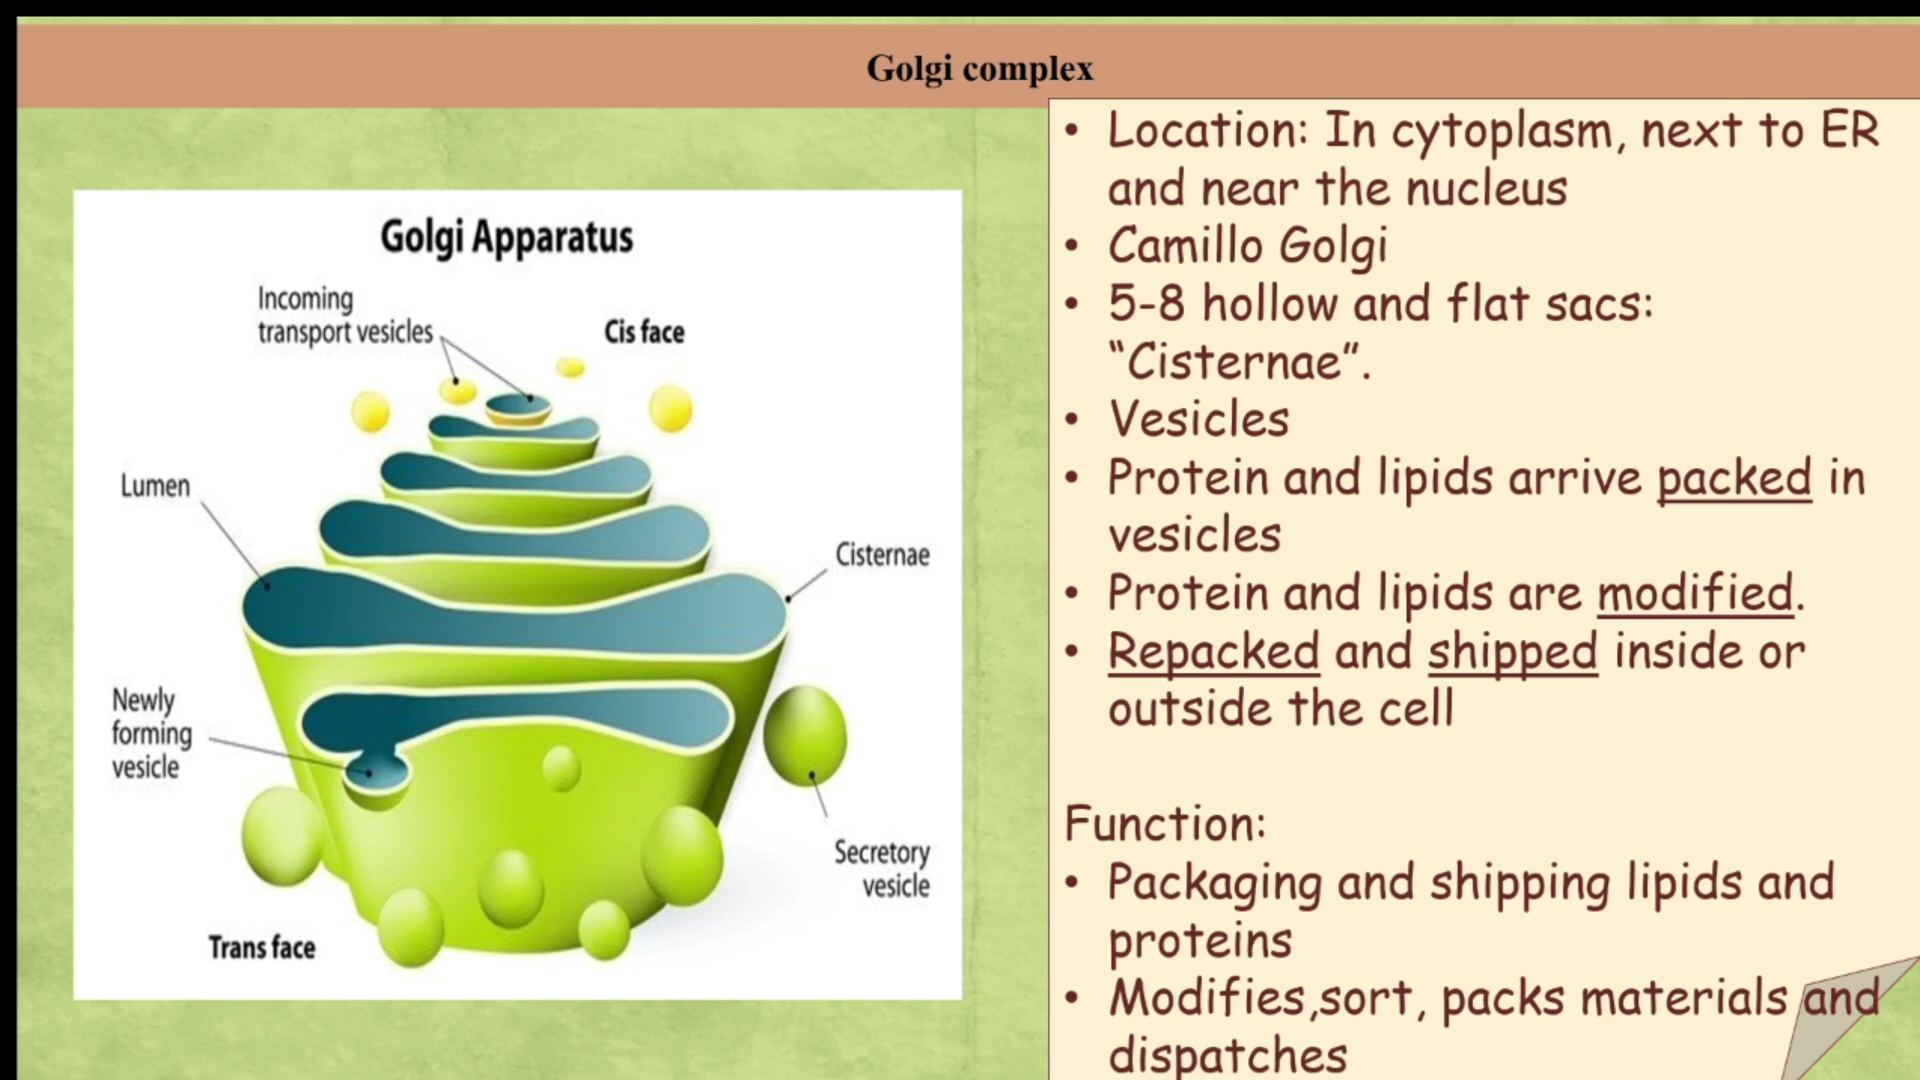 Golgi complex
Golgi Apparatus
Incoming
transport vesicles
Cis face
Lumen
Cisternae
Newly
forming
vesicle
Secretory
vesicle
Trans face
• Location: In cytoplasm, next to ER
and near the nucleus
• Camillo Golgi
• 5-8 hollow and flat sacs:
“Cisternae”.
• Vesicles
• Protein and lipids arrive packed in
vesicles
• Protein and lipids are modified.
• Repacked and shipped inside or
outside the cell
Function:
• Packaging and shipping lipids and
proteins
• Modifies,sort, packs materials and
dispatches